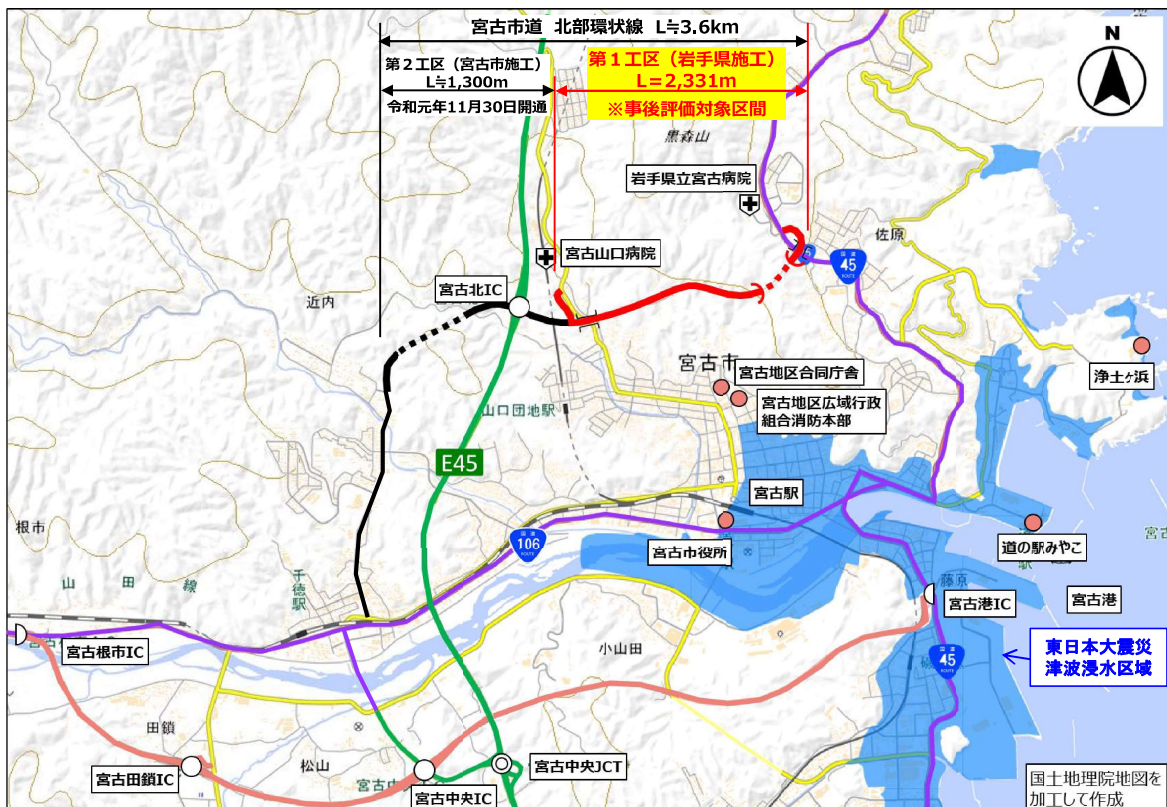 宮古市道 北部環状線 L≒3.6km
第2工区（宮古市施工）
L≒1,300m
令和元年11月30日開通
第1工区（岩手県施工）
L＝2,331m
※事後評価対象区間
N
黒森山
岩手県立宮古病院
佐原
国道
45
ROUTE
宮古山口病院
宮古北IC
近内
宮古市
宮古地区合同庁舎
宮古地区広域行政
組合消防本部
浄土ヶ浜
山口団地駅
E45
宮古駅
根市
国道
106
ROUTE
宮古市役所
道の駅みやこ
山田線
千徳駅
藤原
宮古港IC
宮古港
宮古根市IC
小山田
国道
45
ROUTE
東日本大震災
津波浸水区域
田鎖
宮古田鎖IC
松山
宮古中央IC
宮古中央JCT
国土地理院地図を
加工して作成